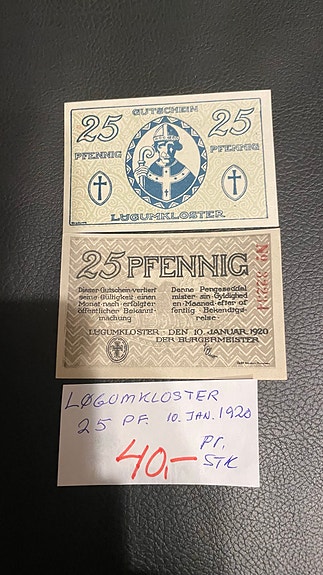 GUTSCHEIN
25 25
PFENNIG PFENNIG
LÜGUMKLOSTER
25 PFENNIG
Dieser Gutschein verliert Denne Pengeseddel
seine Gültigkeit einen mister sin Gyldighed
Monat nach erfolgter en Maaned efter of
öffentlichen Bekannt- fentlig Bekendtgö-
machung relse
LÜGUMKLOSTER · DEN 10. JANUAR 1920
DER BÜRGERMEISTER
LØGUMKLOSTER
25 PF. 10. JAN. 1920
40,- pr. STK